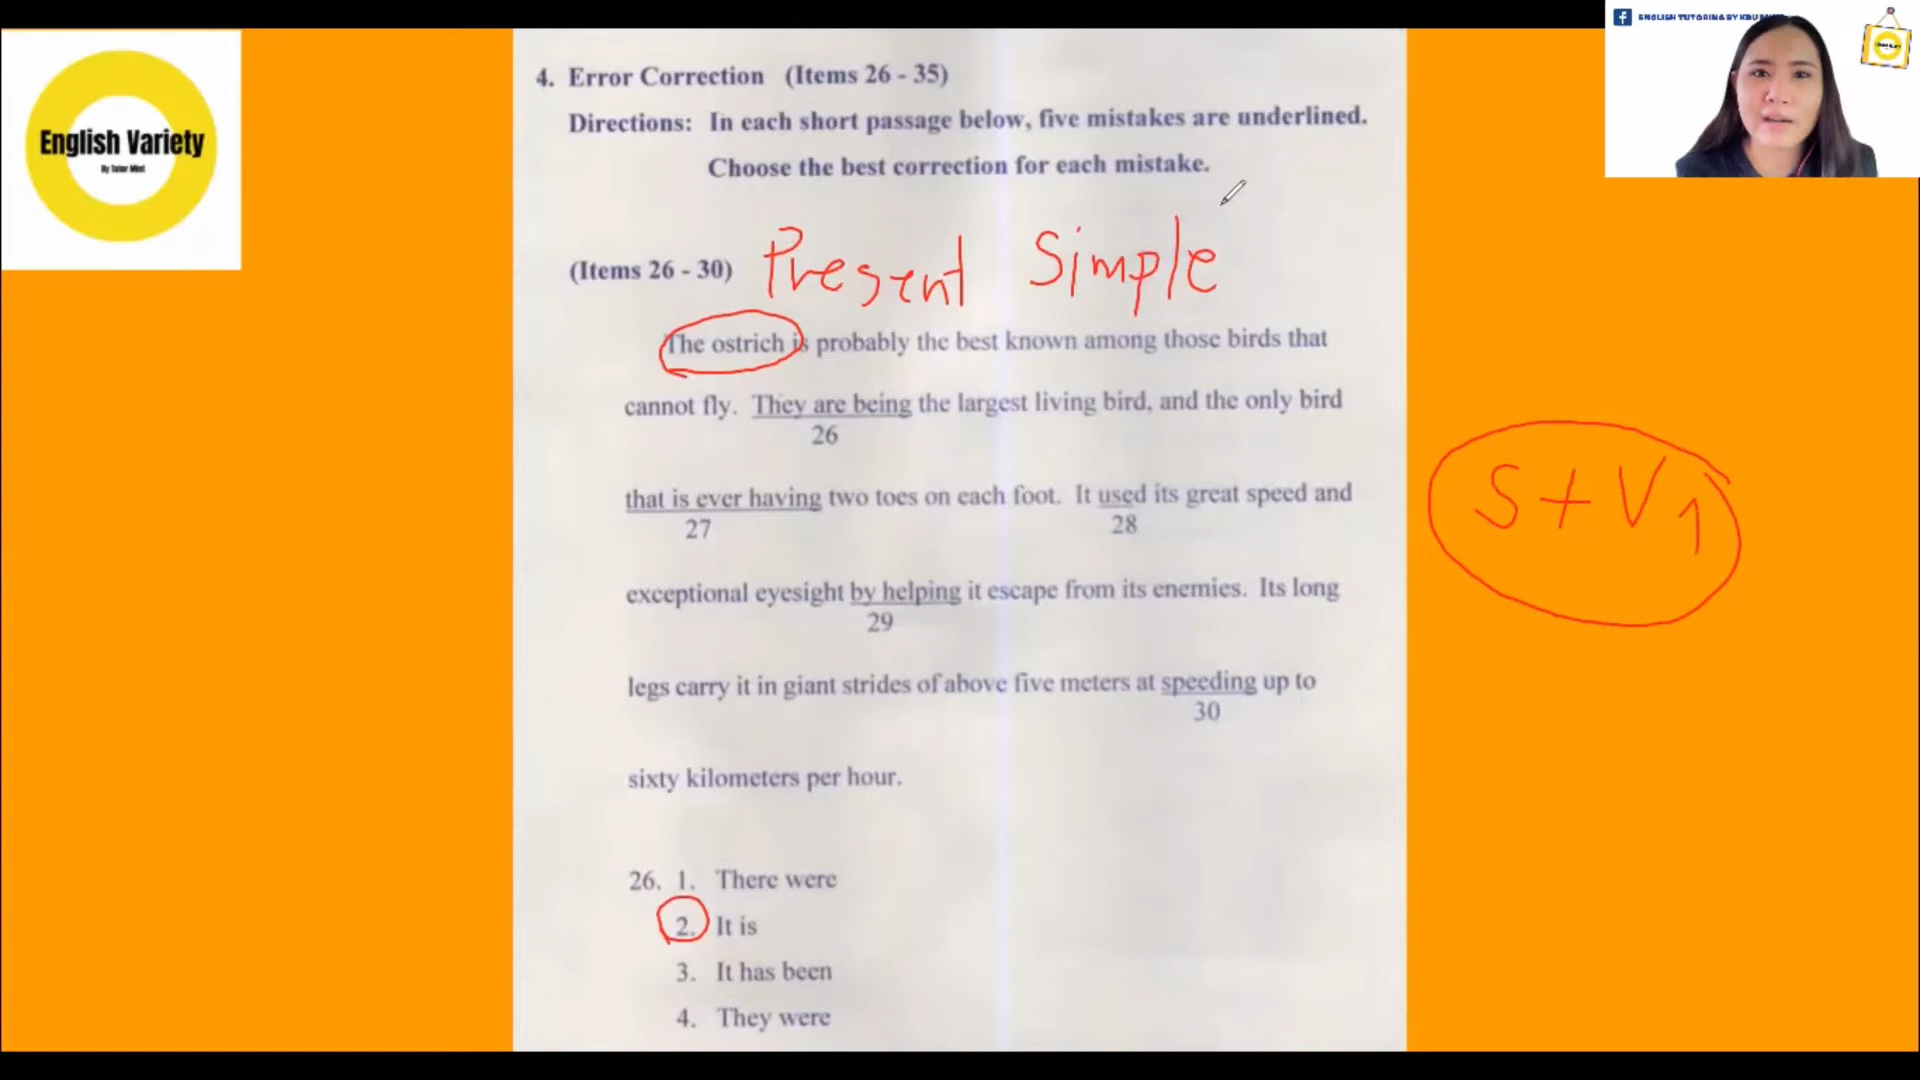 English Variety
By Tutor Mint
4. Error Correction (Items 26 - 35)
Directions: In each short passage below, five mistakes are underlined.
Choose the best correction for each mistake.
(Items 26 - 30) Present Simple
The ostrich is probably the best known among those birds that
cannot fly. They are being the largest living bird, and the only bird
26
that is ever having two toes on each foot. It used its great speed and
27 28
S + V1
exceptional eyesight by helping it escape from its enemies. Its long
29
legs carry it in giant strides of above five meters at speeding up to
30
sixty kilometers per hour.
26. 1. There were
2. It is
3. It has been
4. They were
ENGLISH TUTORING BY